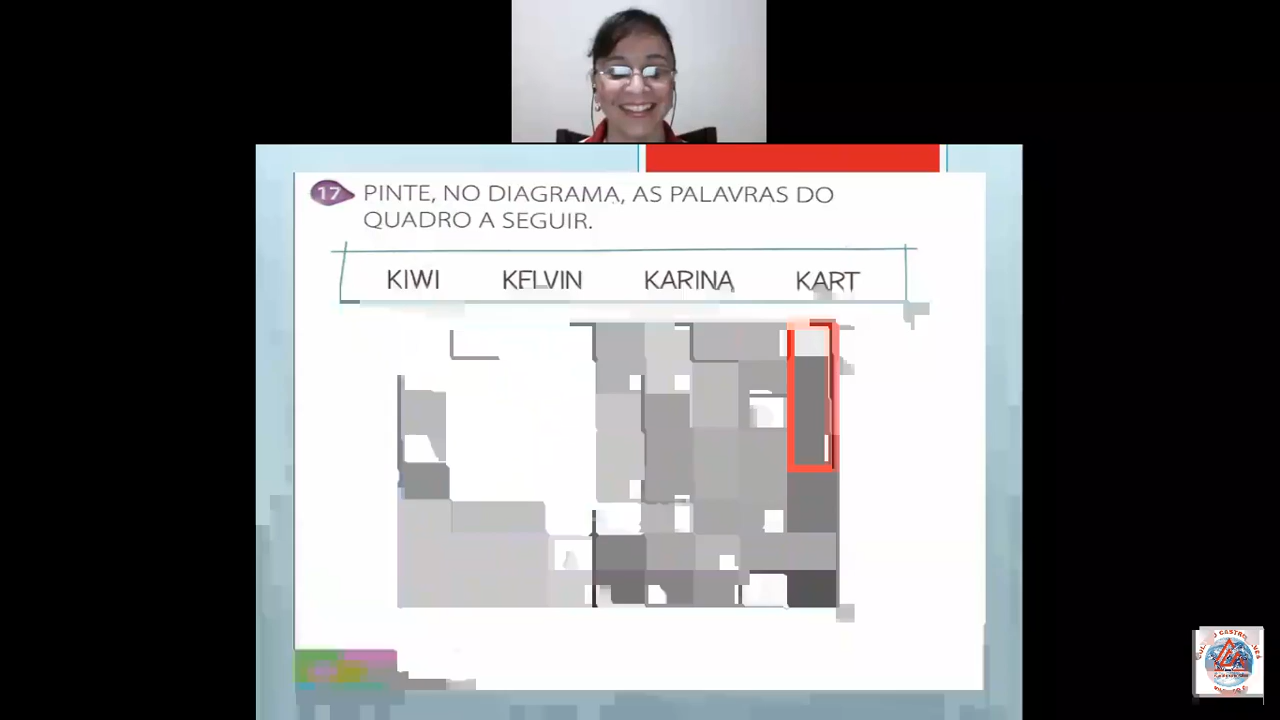 17 PINTE, NO DIAGRAMA, AS PALAVRAS DO
QUADRO A SEGUIR.
KIWI KELVIN KARINA KART